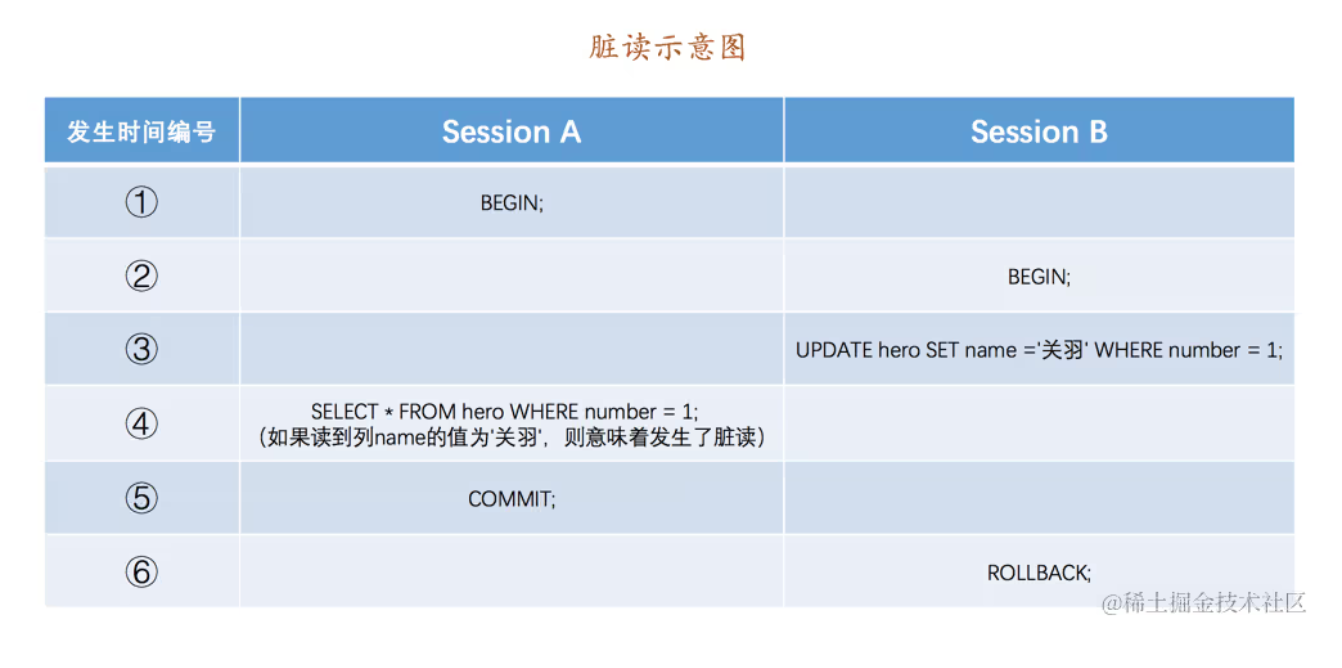 脏读示意图
发生时间编号 Session A Session B
① BEGIN;
② BEGIN;
③ UPDATE hero SET name ='关羽' WHERE number = 1;
④ SELECT * FROM hero WHERE number = 1;
（如果读到列name的值为'关羽'，则意味着发生了脏读）
⑤ COMMIT;
⑥ ROLLBACK;
@稀土掘金技术社区